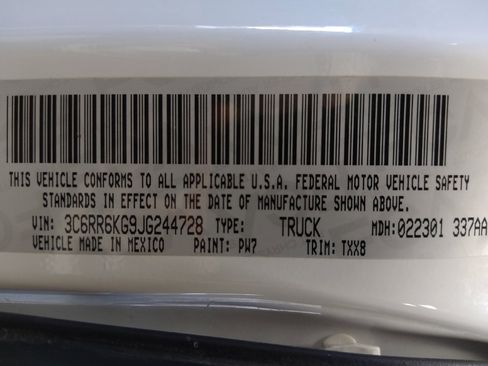 THIS VEHICLE CONFORMS TO ALL APPLICABLE U.S.A. FEDERAL MOTOR VEHICLE SAFETY
STANDARDS IN EFFECT ON THE DATE OF MANUFACTURE SHOWN ABOVE.
VIN: 3C6RR6KG9JG244728 TYPE: TRUCK MDH: 022301 337AA
VEHICLE MADE IN MEXICO PAINT: PW7 TRIM: TXX8